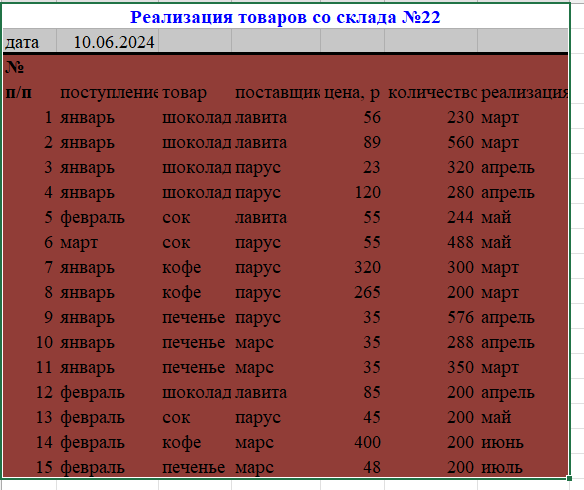 Реализация товаров со склада №22
дата 10.06.2024
№
п/п поступление товар поставщик цена, р количество реализация
1 январь шоколад лавита 56 230 март
2 январь шоколад лавита 89 560 март
3 январь шоколад парус 23 320 апрель
4 январь шоколад парус 120 280 апрель
5 февраль сок лавита 55 244 май
6 март сок парус 55 488 май
7 январь кофе парус 320 300 март
8 январь кофе парус 265 200 март
9 январь печенье парус 35 576 апрель
10 январь печенье марс 35 288 апрель
11 январь печенье марс 35 350 март
12 февраль шоколад лавита 85 200 апрель
13 февраль сок парус 45 200 май
14 февраль кофе марс 400 200 июнь
15 февраль печенье марс 48 200 июль